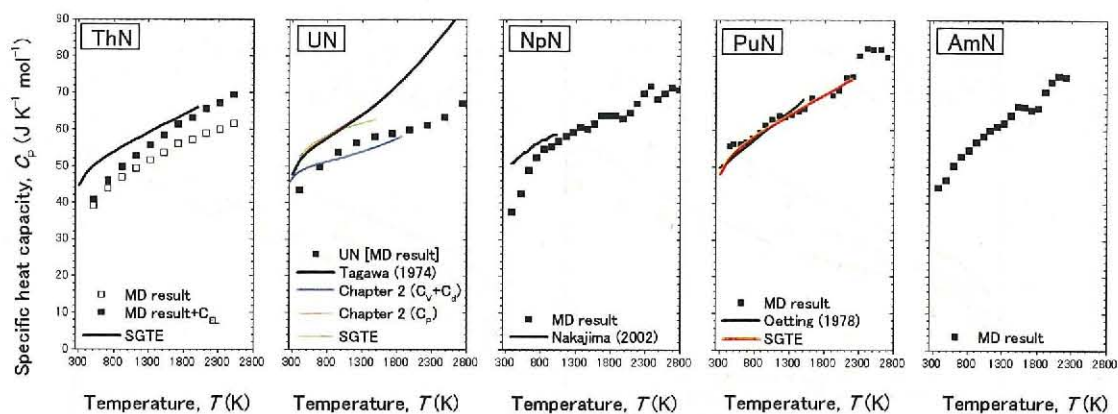 Specific heat capacity, Cₚ (J K⁻¹ mol⁻¹)
90
80
70
60
50
40
30
20
10
0
ThN
□ MD result
■ MD result+C_EL
SGTE
300 800 1300 1800 2300 2800
Temperature, T(K)
UN
■ UN [MD result]
Tagawa (1974)
Chapter 2 (Cᵥ+C_d)
Chapter 2 (Cₚ)
SGTE
300 800 1300 1800 2300 2800
Temperature, T(K)
NpN
■ MD result
Nakajima (2002)
300 800 1300 1800 2300 2800
Temperature, T(K)
PuN
■ MD result
Oetting (1978)
SGTE
300 800 1300 1800 2300 2800
Temperature, T(K)
AmN
■ MD result
300 800 1300 1800 2300 2800
Temperature, T(K)